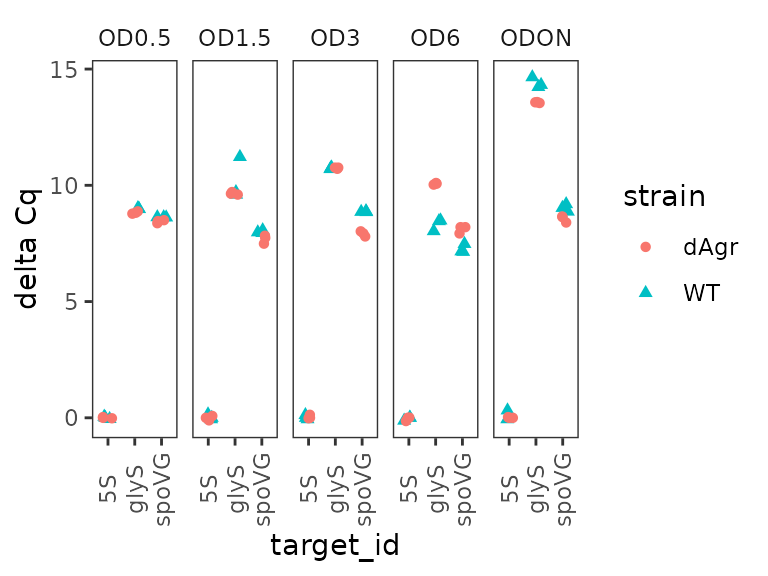 OD0.5 OD1.5 OD3 OD6 ODON
15
10
5
0
delta Cq
5S glyS spoVG 5S glyS spoVG 5S glyS spoVG 5S glyS spoVG 5S glyS spoVG
target_id
strain
dAgr
WT